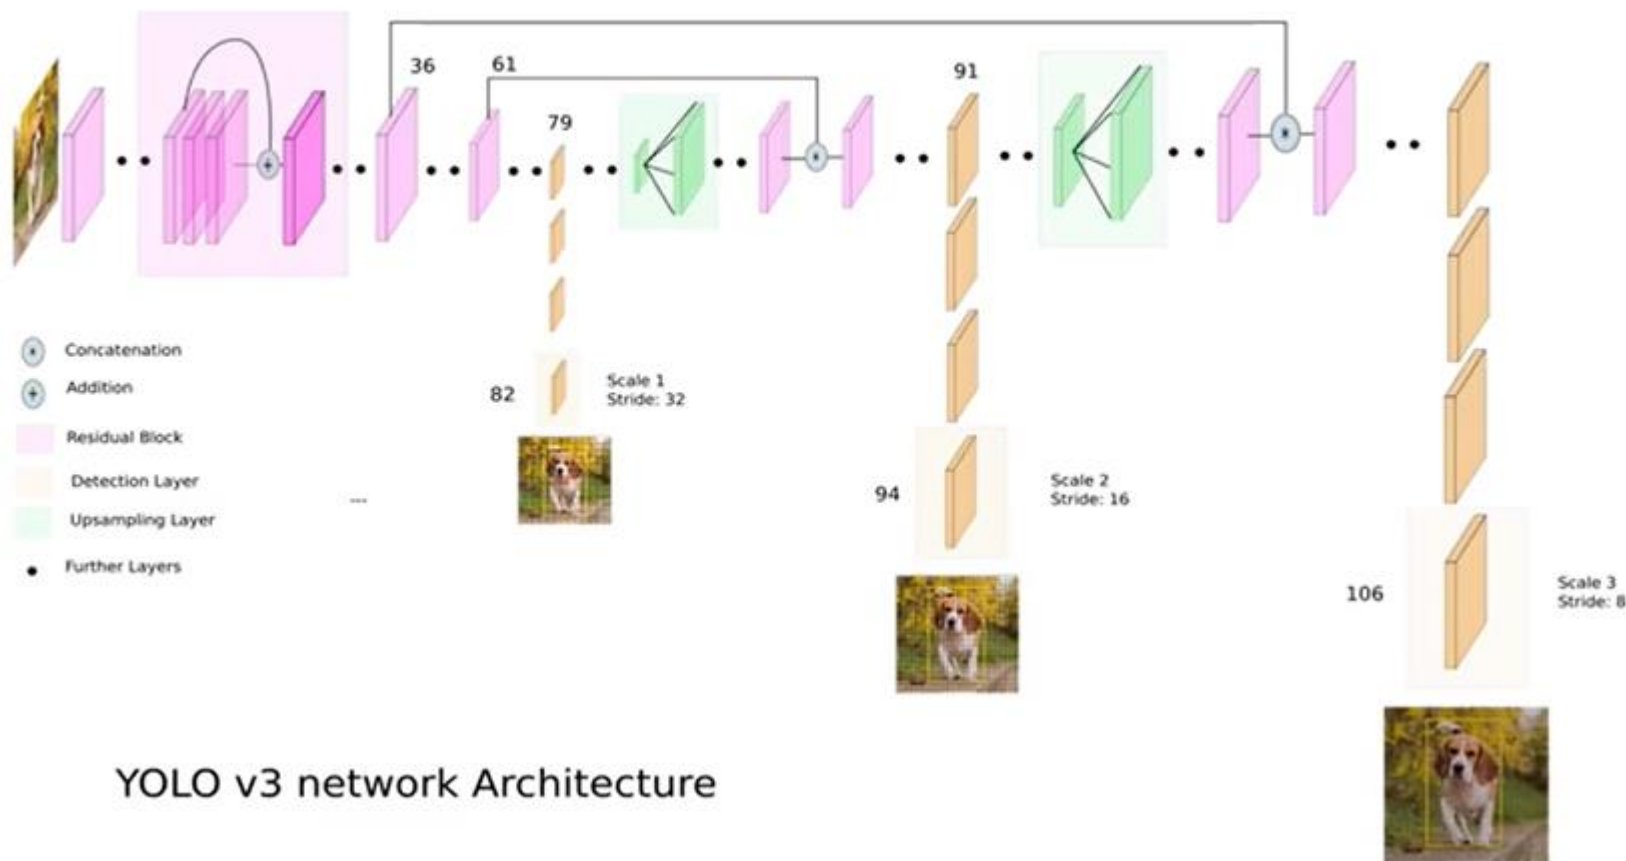 36
61
91
79
Concatenation
Addition
Residual Block
Detection Layer
Upsampling Layer
Further Layers
...
82
Scale 1
Stride: 32
94
Scale 2
Stride: 16
106
Scale 3
Stride: 8
YOLO v3 network Architecture